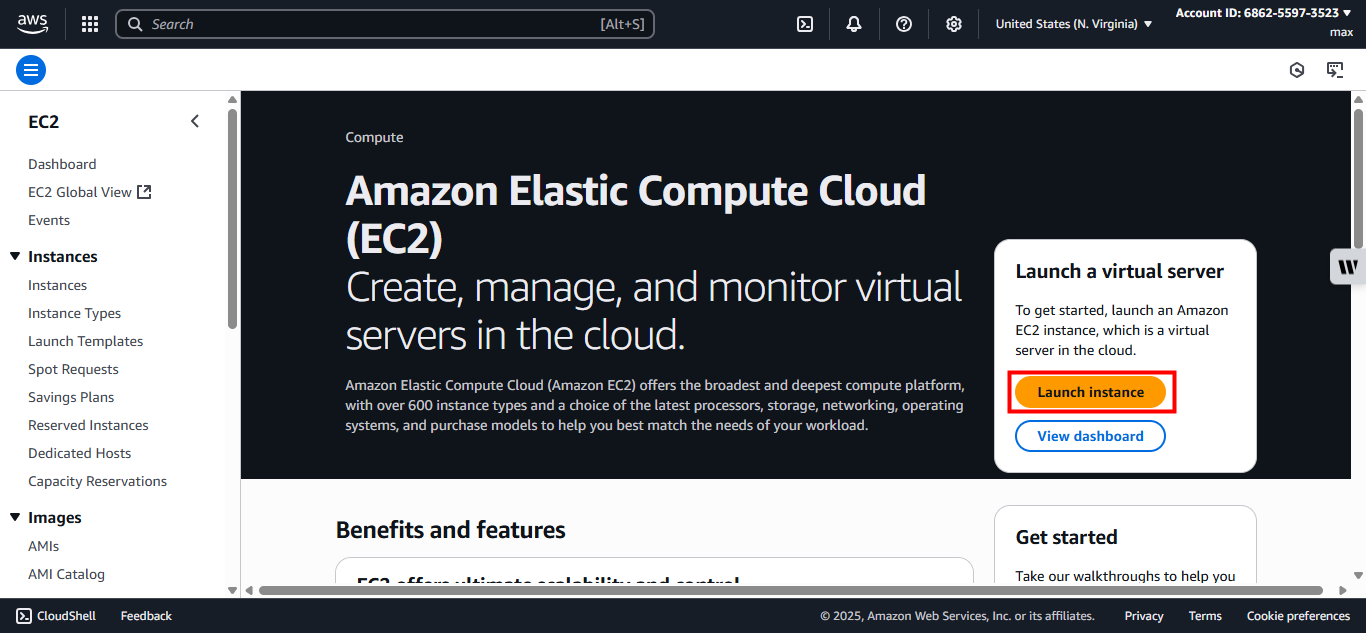 aws
Search
[Alt+S]
United States (N. Virginia)
Account ID: 6862-5597-3523
max
EC2
Dashboard
EC2 Global View
Events
Instances
Instances
Instance Types
Launch Templates
Spot Requests
Savings Plans
Reserved Instances
Dedicated Hosts
Capacity Reservations
Images
AMIs
AMI Catalog
Compute
Amazon Elastic Compute Cloud
(EC2)
Create, manage, and monitor virtual
servers in the cloud.
Amazon Elastic Compute Cloud (Amazon EC2) offers the broadest and deepest compute platform,
with over 600 instance types and a choice of the latest processors, storage, networking, operating
systems, and purchase models to help you best match the needs of your workload.
Launch a virtual server
To get started, launch an Amazon
EC2 instance, which is a virtual
server in the cloud.
Launch instance
View dashboard
W
Benefits and features
EC2 offers ultimate scalability and control
Get started
Take our walkthroughs to help you
CloudShell
Feedback
© 2025, Amazon Web Services, Inc. or its affiliates.
Privacy
Terms
Cookie preferences